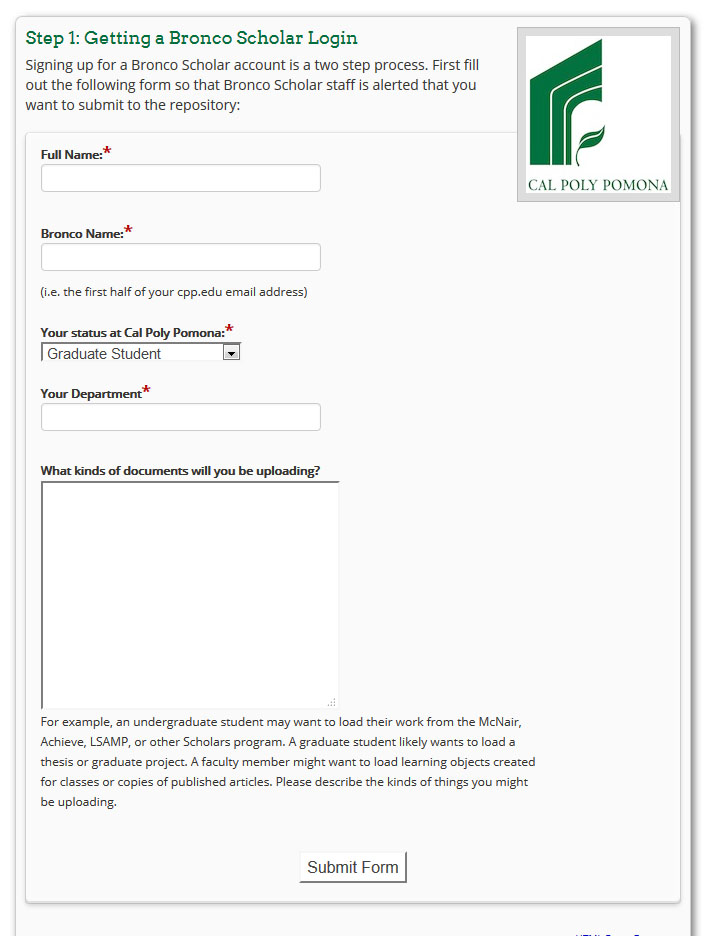 Step 1: Getting a Bronco Scholar Login
Signing up for a Bronco Scholar account is a two step process. First fill
out the following form so that Bronco Scholar staff is alerted that you
want to submit to the repository:
CAL POLY POMONA
Full Name:*
Bronco Name:*
(i.e. the first half of your cpp.edu email address)
Your status at Cal Poly Pomona:*
Graduate Student
Your Department*
What kinds of documents will you be uploading?
For example, an undergraduate student may want to load their work from the McNair,
Achieve, LSAMP, or other Scholars program. A graduate student likely wants to load a
thesis or graduate project. A faculty member might want to load learning objects created
for classes or copies of published articles. Please describe the kinds of things you might
be uploading.
Submit Form